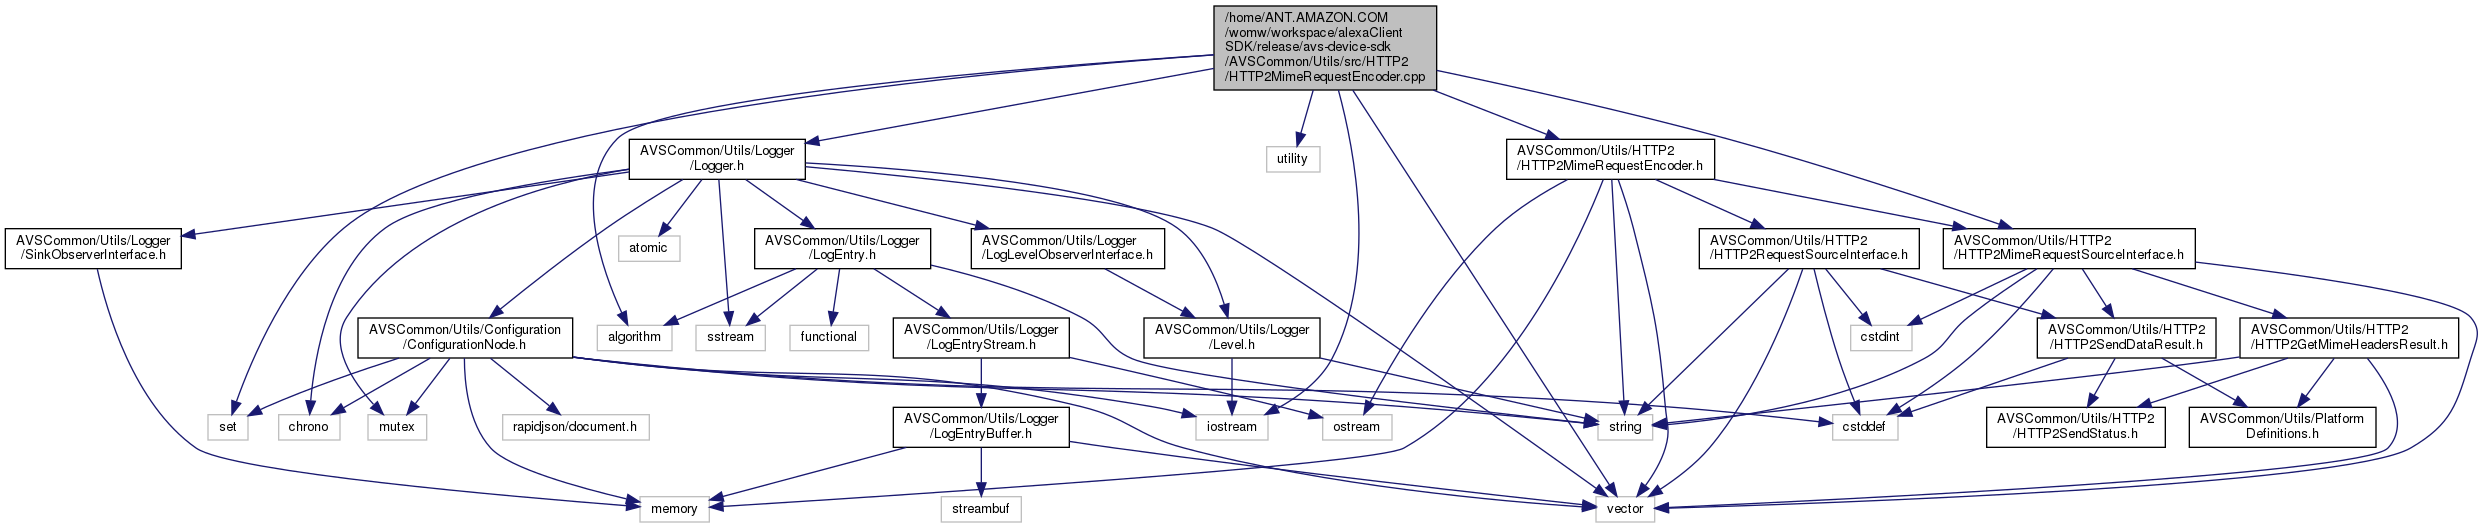 /home/ANT.AMAZON.COM
/womw/workspace/alexaClient
SDK/release/avs-device-sdk
/AVSCommon/Utils/src/HTTP2
/HTTP2MimeRequestEncoder.cpp
AVSCommon/Utils/Logger
/Logger.h
utility
AVSCommon/Utils/HTTP2
/HTTP2MimeRequestEncoder.h
AVSCommon/Utils/Logger
/SinkObserverInterface.h
atomic
AVSCommon/Utils/Logger
/LogEntry.h
AVSCommon/Utils/Logger
/LogLevelObserverInterface.h
AVSCommon/Utils/HTTP2
/HTTP2RequestSourceInterface.h
AVSCommon/Utils/HTTP2
/HTTP2MimeRequestSourceInterface.h
AVSCommon/Utils/Configuration
/ConfigurationNode.h
algorithm
sstream
functional
AVSCommon/Utils/Logger
/LogEntryStream.h
AVSCommon/Utils/Logger
/Level.h
cstdint
AVSCommon/Utils/HTTP2
/HTTP2SendDataResult.h
AVSCommon/Utils/HTTP2
/HTTP2GetMimeHeadersResult.h
set
chrono
mutex
rapidjson/document.h
AVSCommon/Utils/Logger
/LogEntryBuffer.h
iostream
ostream
string
cstddef
AVSCommon/Utils/HTTP2
/HTTP2SendStatus.h
AVSCommon/Utils/Platform
Definitions.h
memory
streambuf
vector